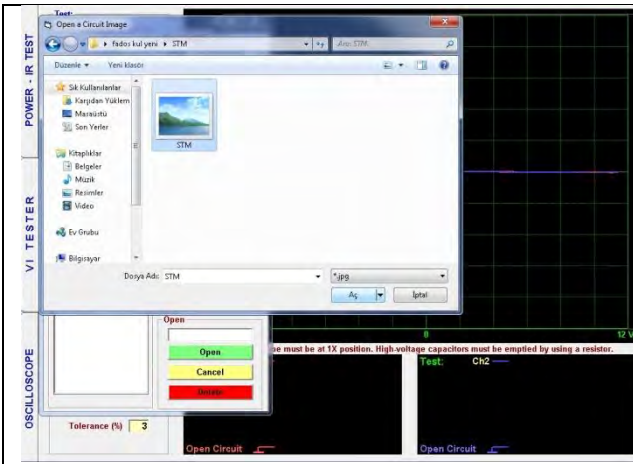 Test:
Open a Circuit Image
fados kul yeni ▸ STM
Ara: STM
Düzenle
Yeni klasör
Sık Kullanılanlar
Karşıdan Yüklem
Masaüstü
Son Yerler
Kitaplıklar
Belgeler
Müzik
Resimler
Video
Ev Grubu
Bilgisayar
STM
Dosya Adı: STM
*.jpg
Aç
İptal
POWER - IR TEST
VI TESTER
OSCILLOSCOPE
0
12 V
be must be at 1X position. High-voltage capacitors must be emptied by using a resistor.
Open
Open
Cancel
Delete
Tolerance (%) 3
Open Circuit
Test: Ch2
Open Circuit